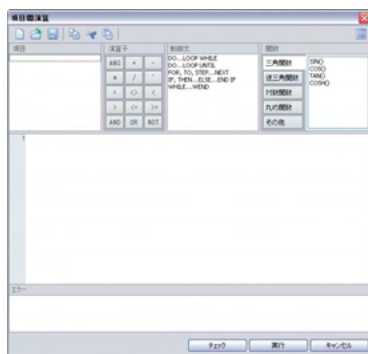 項目間演算
項目
演算子
制御文
関数
ANS + -
* / ^
= <> <
> <= >=
AND OR NOT
DO...LOOP WHILE
DO...LOOP UNTIL
FOR, TO, STEP...NEXT
IF, THEN...ELSE...END IF
WHILE...WEND
三角関数
逆三角関数
対数関数
丸め関数
その他
SIN()
COS()
TAN()
COSH()
1
エラー
チェック
実行
キャンセル